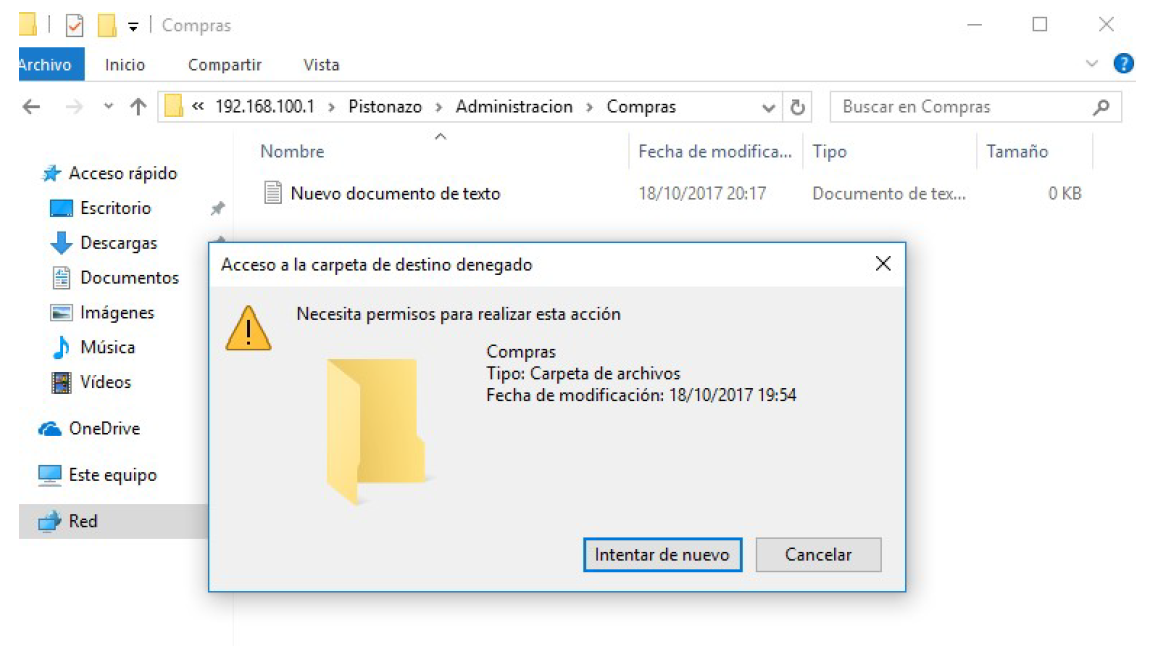 Compras
Archivo Inicio Compartir Vista
« 192.168.100.1 › Pistonazo › Administracion › Compras Buscar en Compras
Nombre Fecha de modifica... Tipo Tamaño
Nuevo documento de texto 18/10/2017 20:17 Documento de tex... 0 KB
Acceso rápido
Escritorio
Descargas
Documentos
Imágenes
Música
Vídeos
OneDrive
Este equipo
Red
Acceso a la carpeta de destino denegado
Necesita permisos para realizar esta acción
Compras
Tipo: Carpeta de archivos
Fecha de modificación: 18/10/2017 19:54
Intentar de nuevo Cancelar